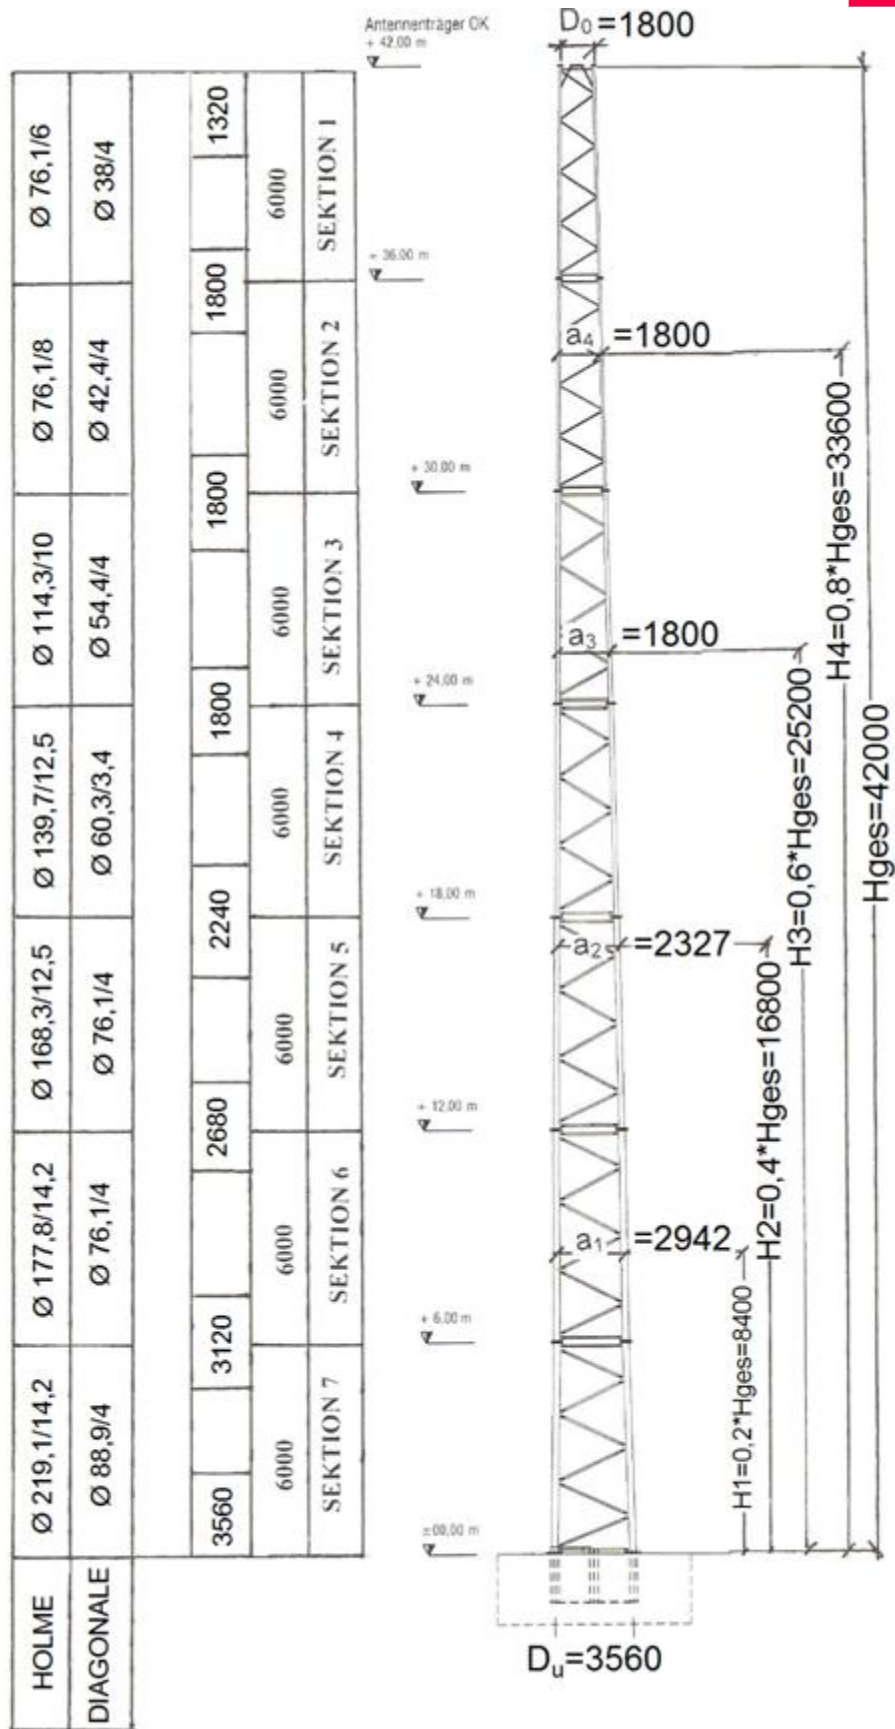 Antennenträger OK
+ 42.00 m
D₀ =1800
HOLME
DIAGONALE
Ø 76,1/6
Ø 38/4
1320
6000
SEKTION 1
+ 36.00 m
1800
Ø 76,1/8
Ø 42,4/4
6000
SEKTION 2
a₄ =1800
+ 30.00 m
1800
Ø 114,3/10
Ø 54,4/4
6000
SEKTION 3
a₃ =1800
+ 24,00 m
1800
Ø 139,7/12,5
Ø 60,3/3,4
6000
SEKTION 4
+ 18,00 m
2240
a₂ =2327
Ø 168,3/12,5
Ø 76,1/4
6000
SEKTION 5
+ 12,00 m
2680
Ø 177,8/14,2
Ø 76,1/4
6000
SEKTION 6
a₁ =2942
+ 6.00 m
3120
Ø 219,1/14,2
Ø 88,9/4
6000
SEKTION 7
3560
±00,00 m
Dᵤ=3560
H1=0,2*Hges=8400
H2=0,4*Hges=16800
H3=0,6*Hges=25200
H4=0,8*Hges=33600
Hges=42000